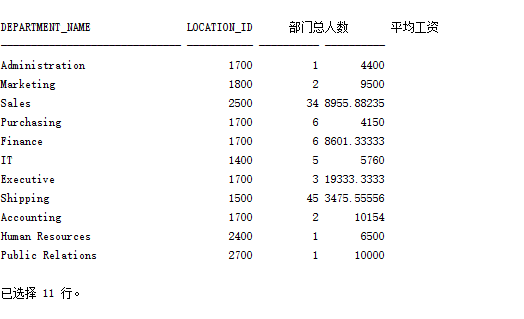 DEPARTMENT_NAME LOCATION_ID 部门总人数 平均工资
Administration 1700 1 4400
Marketing 1800 2 9500
Sales 2500 34 8955.88235
Purchasing 1700 6 4150
Finance 1700 6 8601.33333
IT 1400 5 5760
Executive 1700 3 19333.3333
Shipping 1500 45 3475.55556
Accounting 1700 2 10154
Human Resources 2400 1 6500
Public Relations 2700 1 10000
已选择 11 行。